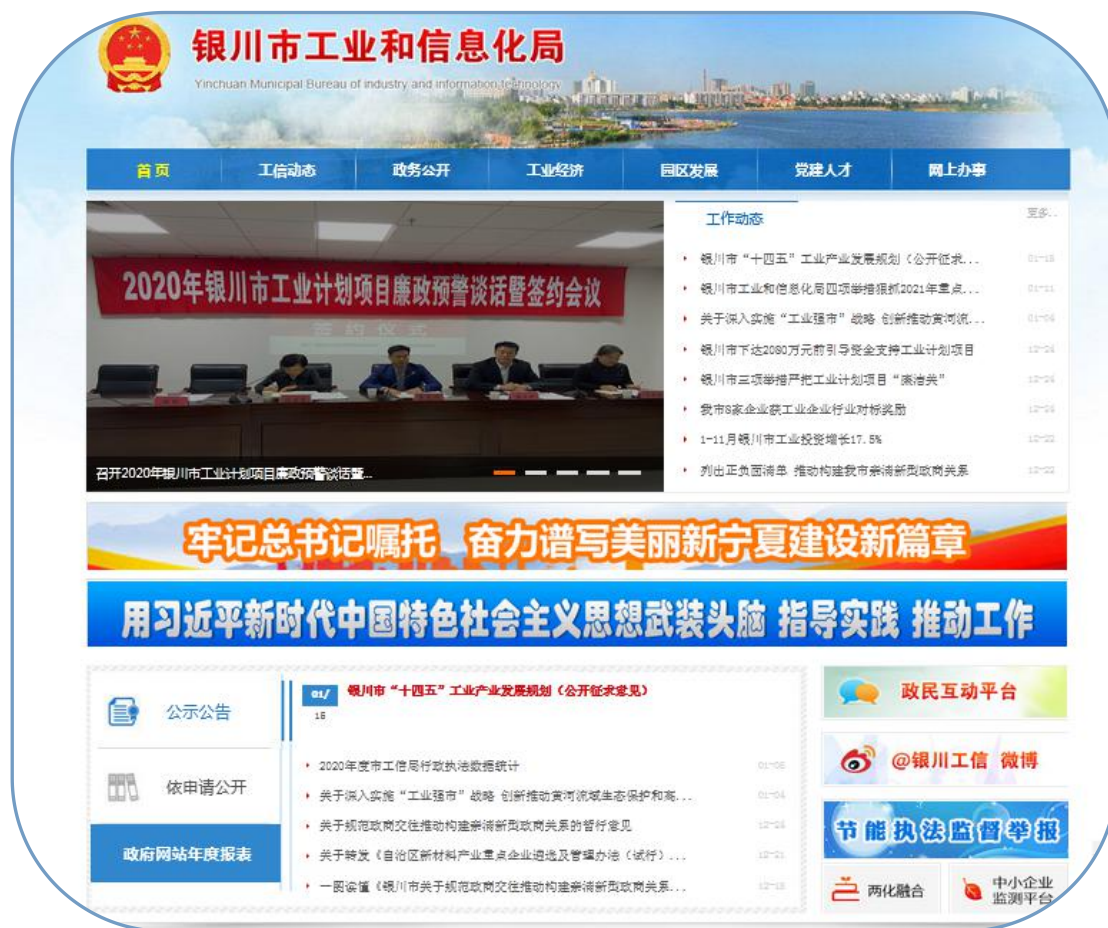 银川市工业和信息化局
Yinchuan Municipal Bureau of industry and information technology
首页 工信动态 政务公开 工业经济 园区发展 党建人才 网上办事
2020年银川市工业计划项目廉政预警谈话暨签约会议
签约仪式
召开2020年银川市工业计划项目廉政预警谈话暨...
工作动态 更多..
银川市“十四五”工业产业发展规划（公开征求... 01-15
银川市工业和信息化局四项举措狠抓2021年重点... 01-11
关于深入实施“工业强市”战略 创新推动黄河流... 01-06
银川市下达2080万元前引导资金支持工业计划项目 12-24
银川市三项举措严把工业计划项目“廉洁关” 12-24
我市8家企业获工业企业行业对标奖励 12-24
1-11月银川市工业投资增长17.5% 12-22
列出正负面清单 推动构建我市亲清新型政商关系 12-22
牢记总书记嘱托 奋力谱写美丽新宁夏建设新篇章
用习近平新时代中国特色社会主义思想武装头脑 指导实践 推动工作
公示公告
依申请公开
政府网站年度报表
01/
15
银川市“十四五”工业产业发展规划（公开征求意见）
2020年度市工信局行政执法数据统计
关于深入实施“工业强市”战略 创新推动黄河流域生态保护和高...
关于规范政商交往推动构建亲清新型政商关系的暂行意见
关于转发《自治区新材料产业重点企业遴选及管理办法（试行）...
一图读懂《银川市关于规范政商交往推动构建亲清新型政商关系...
政民互动平台
@银川工信 微博
节能执法监督举报
两化融合
中小企业
监测平台